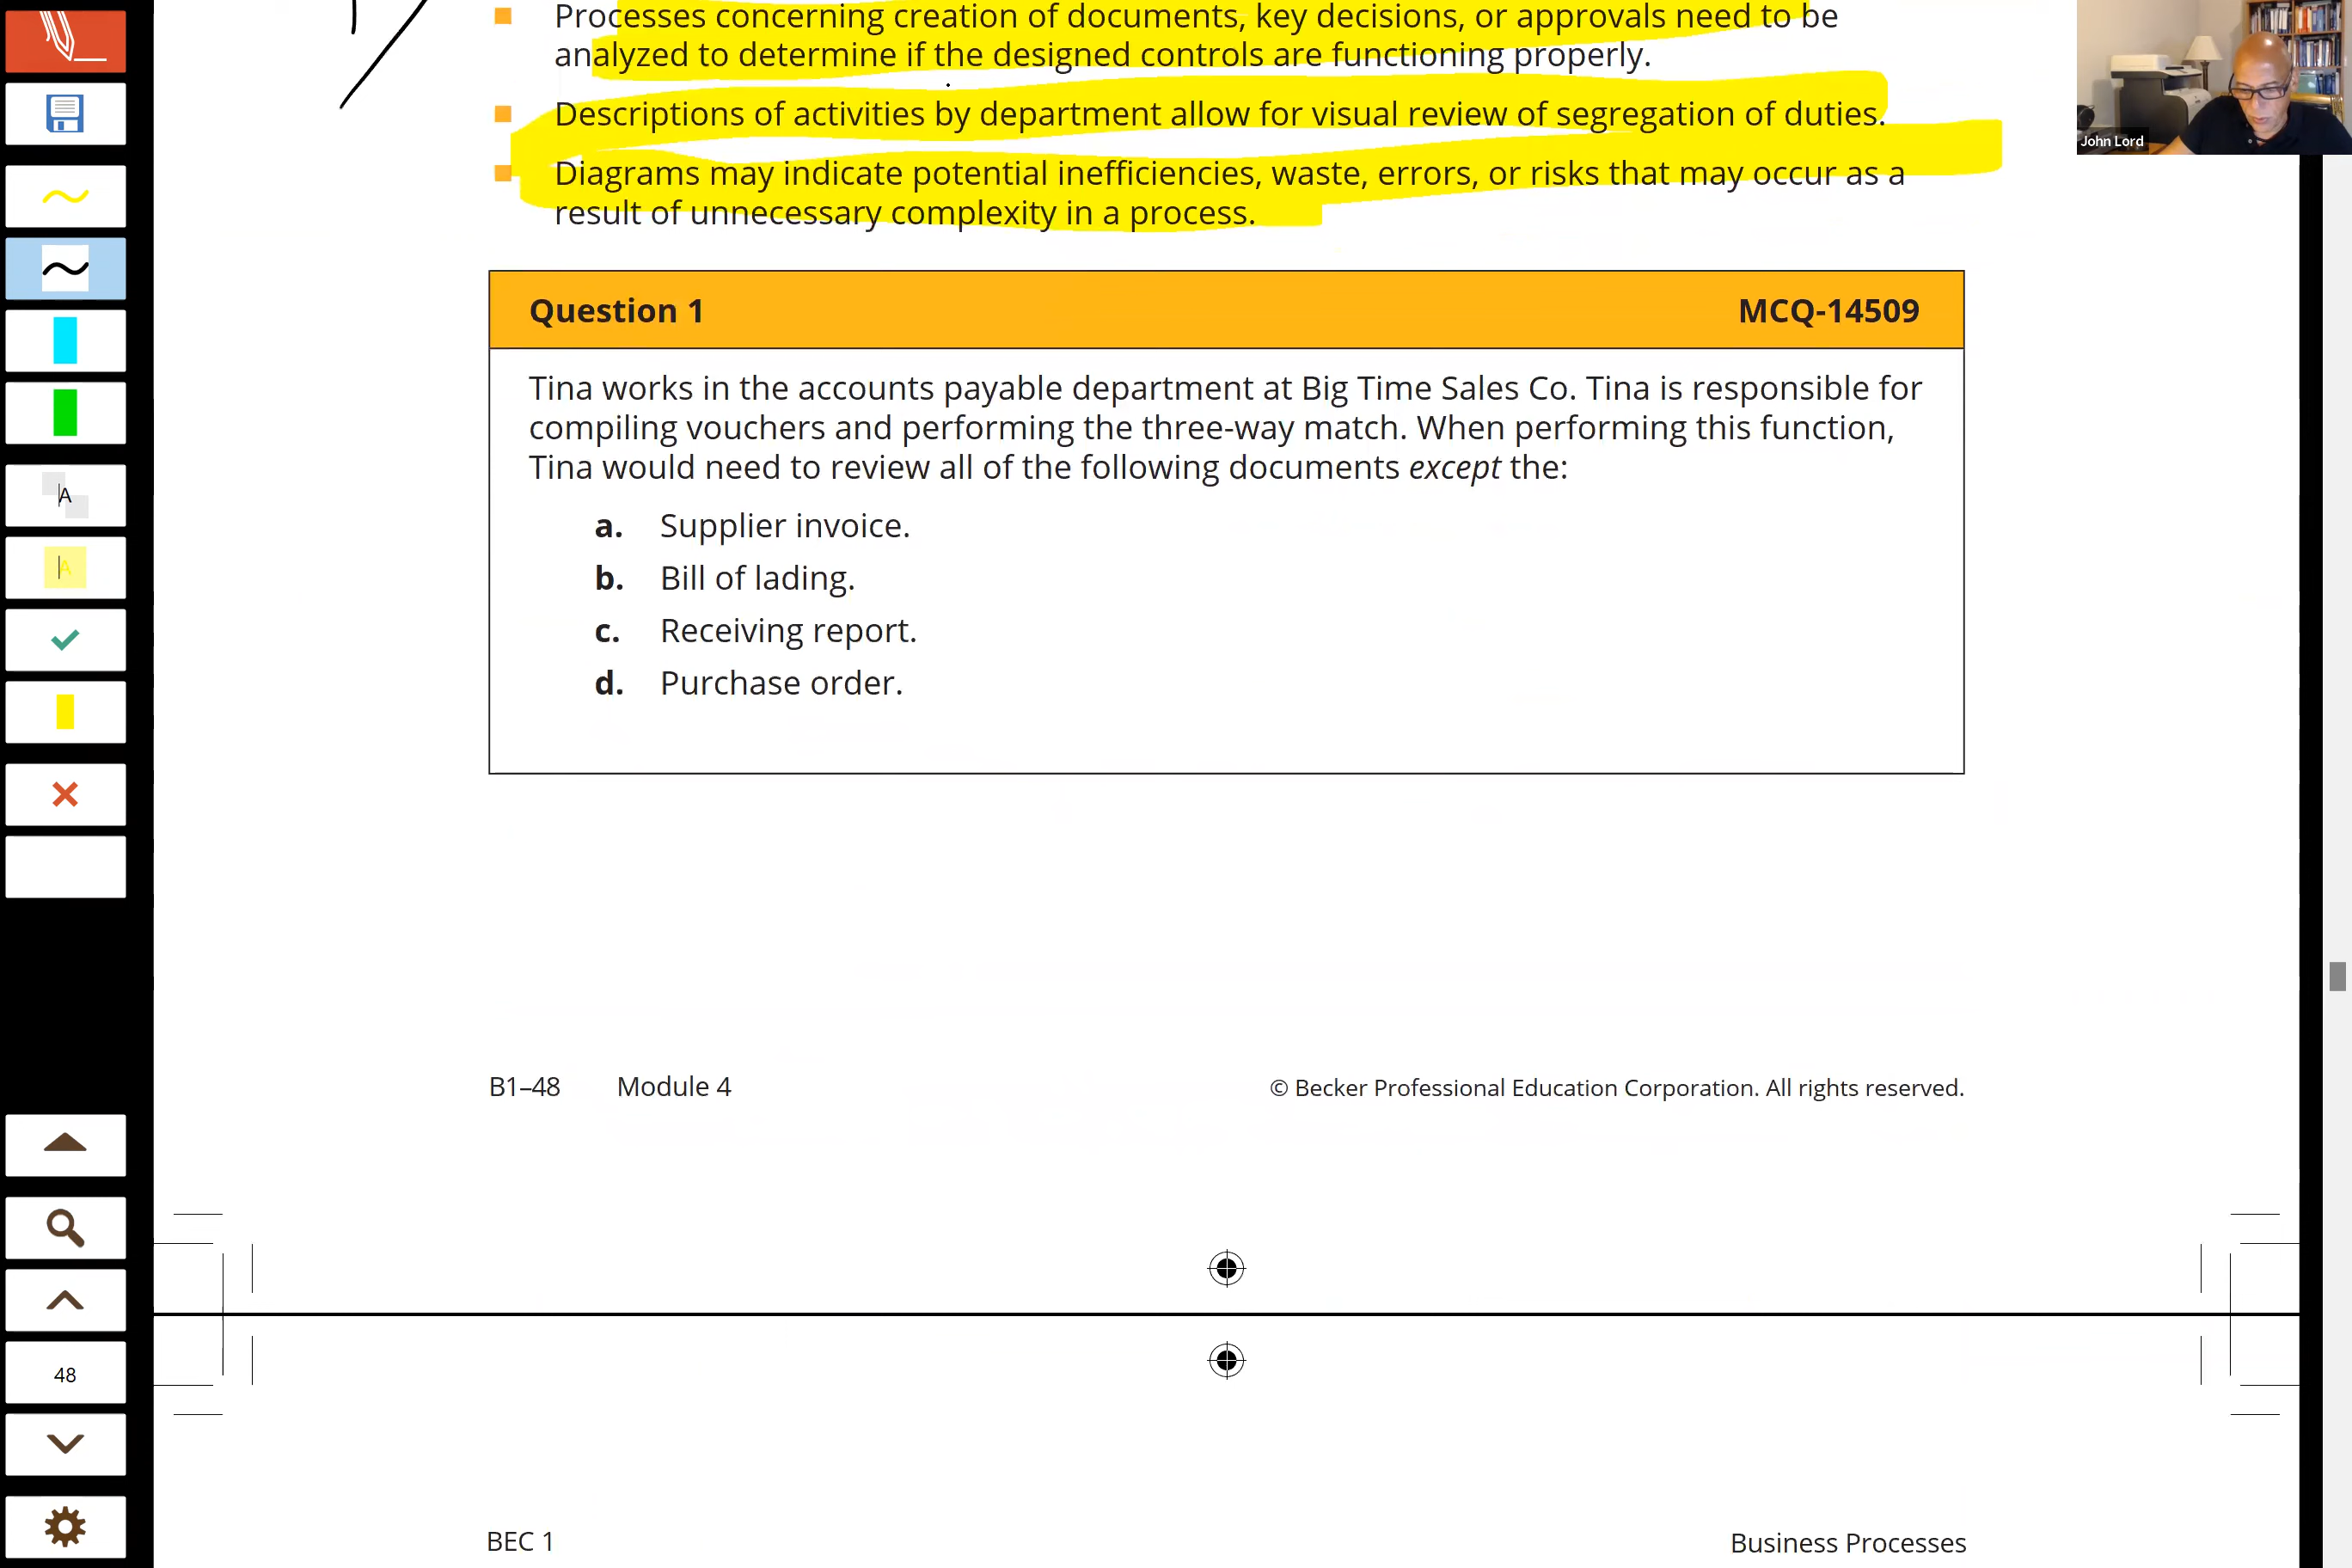 Processes concerning creation of documents, key decisions, or approvals need to be
analyzed to determine if the designed controls are functioning properly.
Descriptions of activities by department allow for visual review of segregation of duties.
Diagrams may indicate potential inefficiencies, waste, errors, or risks that may occur as a
result of unnecessary complexity in a process.
John Lord
Question 1 MCQ-14509
Tina works in the accounts payable department at Big Time Sales Co. Tina is responsible for
compiling vouchers and performing the three-way match. When performing this function,
Tina would need to review all of the following documents except the:
a. Supplier invoice.
b. Bill of lading.
c. Receiving report.
d. Purchase order.
A
A
B1–48 Module 4 © Becker Professional Education Corporation. All rights reserved.
48
BEC 1 Business Processes